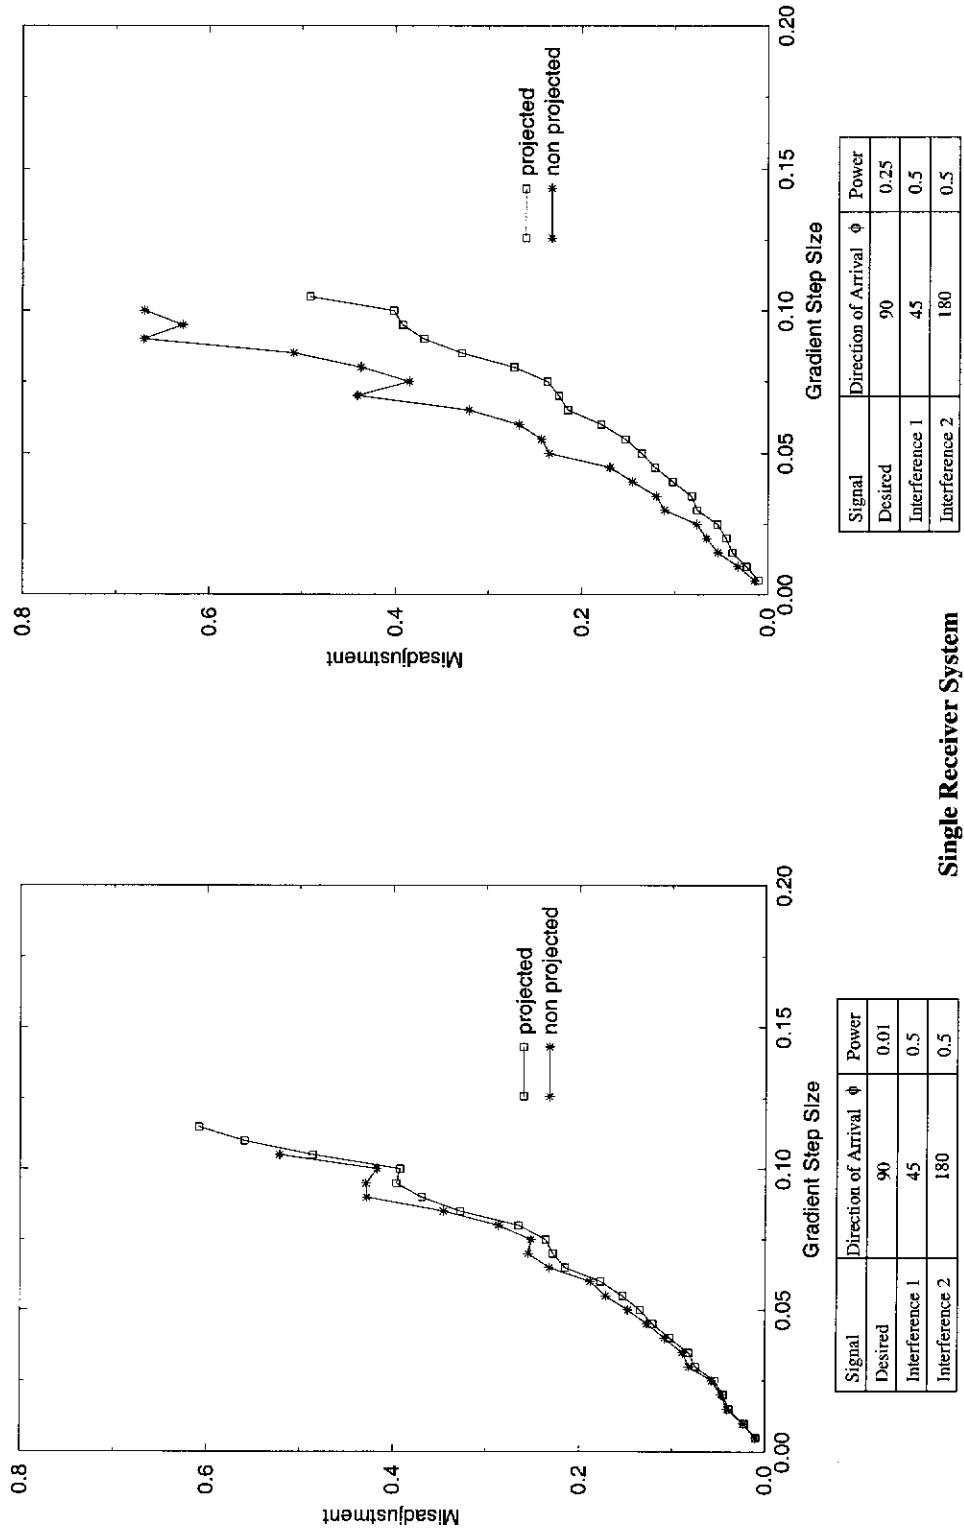 0.8
0.6
0.4
0.2
0.0
Misadjustment
0.00
0.05
0.10
0.15
0.20
Gradient Step Size
projected
non projected
Signal Direction of Arrival ϕ Power
Desired 90 0.01
Interference 1 45 0.5
Interference 2 180 0.5
0.8
0.6
0.4
0.2
0.0
Misadjustment
0.00
0.05
0.10
0.15
0.20
Gradient Step Size
projected
non projected
Signal Direction of Arrival ϕ Power
Desired 90 0.25
Interference 1 45 0.5
Interference 2 180 0.5
Single Receiver System